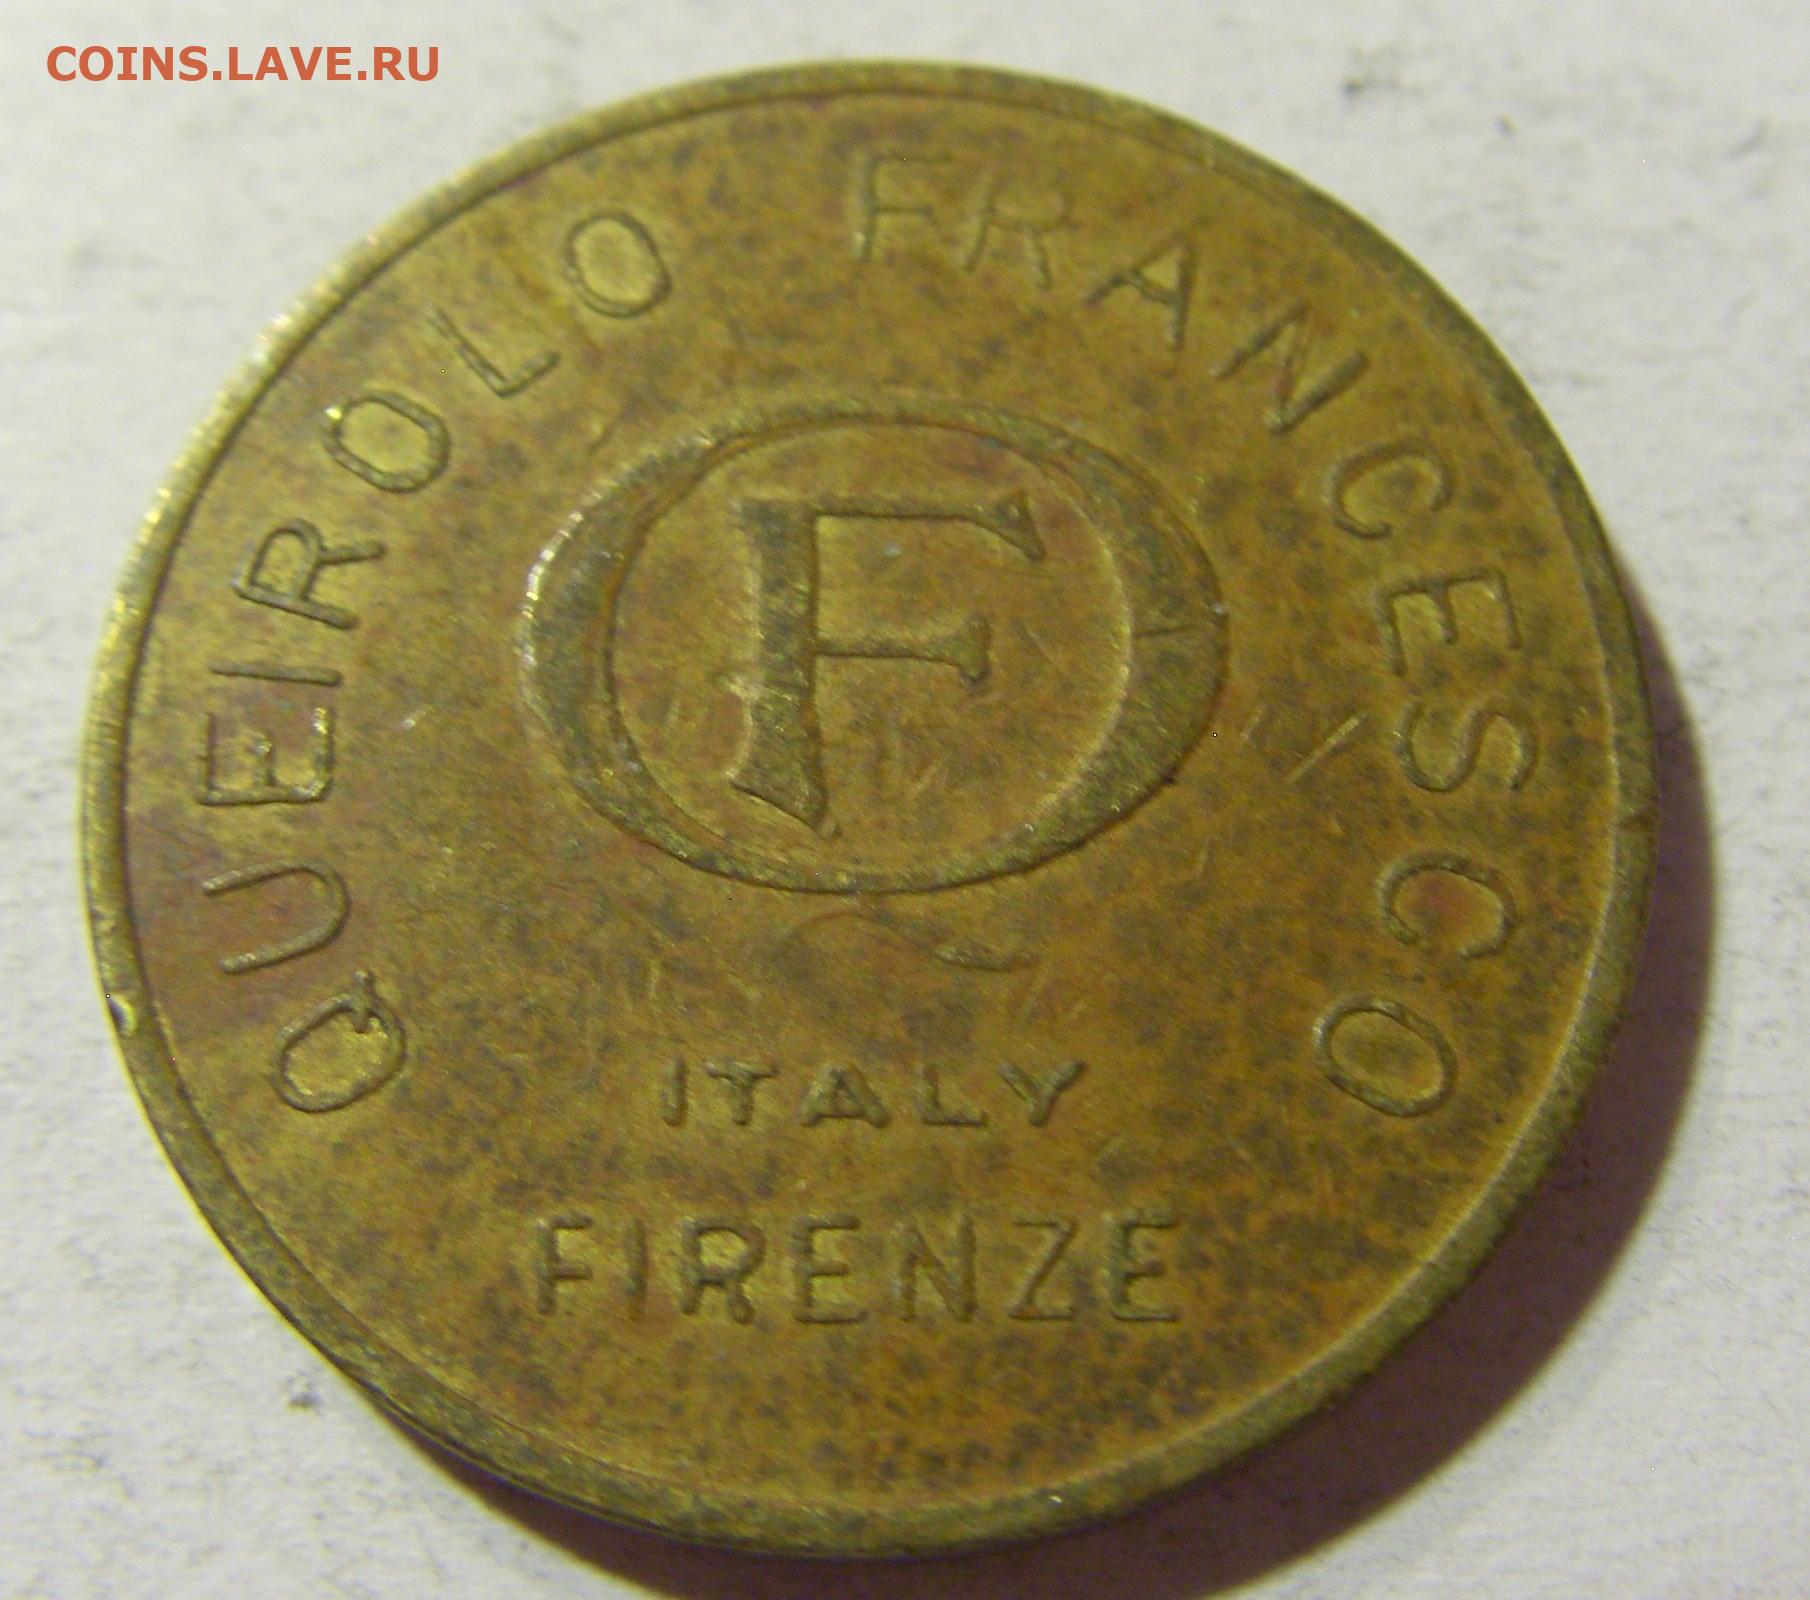 COINS.LAVE.RU
QUEIROLO FRANCESCO
F
ITALY
FIRENZE